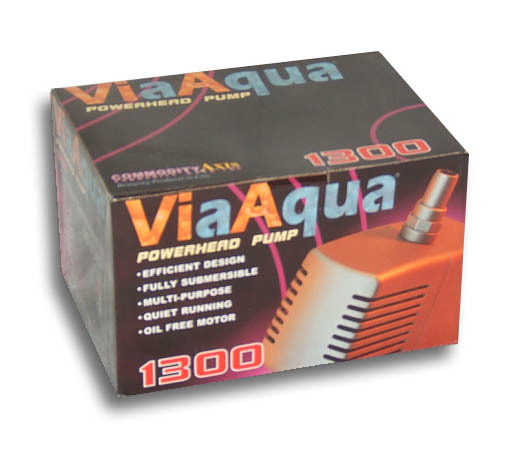 ViaAqua
POWERHEAD PUMP
COMMODITY AXIS
1300
ViaAqua®
POWERHEAD PUMP
•EFFICIENT DESIGN
•FULLY SUBMERSIBLE
•MULTI-PURPOSE
•QUIET RUNNING
•OIL FREE MOTOR
1300